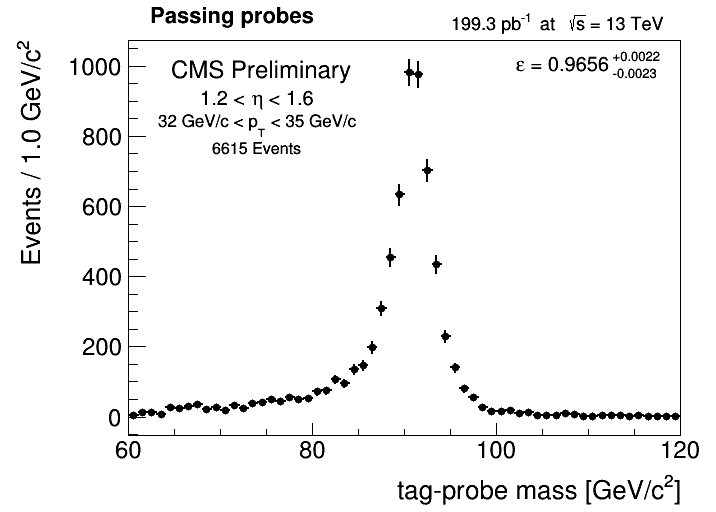 Passing probes
199.3 pb⁻¹ at √s = 13 TeV
CMS Preliminary
1.2 < η < 1.6
32 GeV/c < p_T < 35 GeV/c
6615 Events
ε = 0.9656 +0.0022 -0.0023
Events / 1.0 GeV/c²
1000
800
600
400
200
0
60 80 100 120
tag-probe mass [GeV/c²]